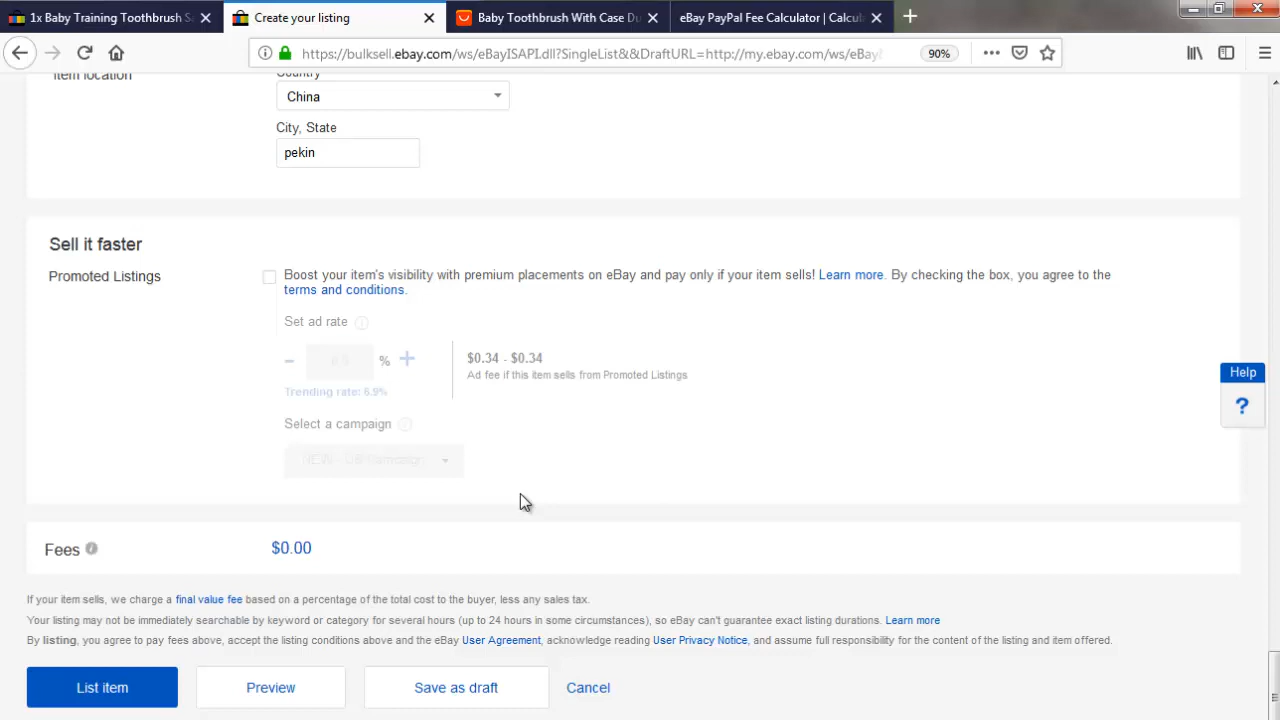 1x Baby Training Toothbrush Sa
Create your listing
Baby Toothbrush With Case Du
eBay PayPal Fee Calculator | Calcul
https://bulksell.ebay.com/ws/eBayISAPI.dll?SingleList&&DraftURL=http://my.ebay.com/ws/eBay
90%
Item location
Country
China
City, State
pekin
Sell it faster
Promoted Listings
Boost your item's visibility with premium placements on eBay and pay only if your item sells! Learn more. By checking the box, you agree to the
terms and conditions.
Set ad rate
6.9 %
$0.34 - $0.34
Ad fee if this item sells from Promoted Listings
Trending rate: 6.9%
Select a campaign
Help
?
Fees
$0.00
If your item sells, we charge a final value fee based on a percentage of the total cost to the buyer, less any sales tax.
Your listing may not be immediately searchable by keyword or category for several hours (up to 24 hours in some circumstances), so eBay can't guarantee exact listing durations. Learn more
By listing, you agree to pay fees above, accept the listing conditions above and the eBay User Agreement, acknowledge reading User Privacy Notice, and assume full responsibility for the content of the listing and item offered.
List item
Preview
Save as draft
Cancel